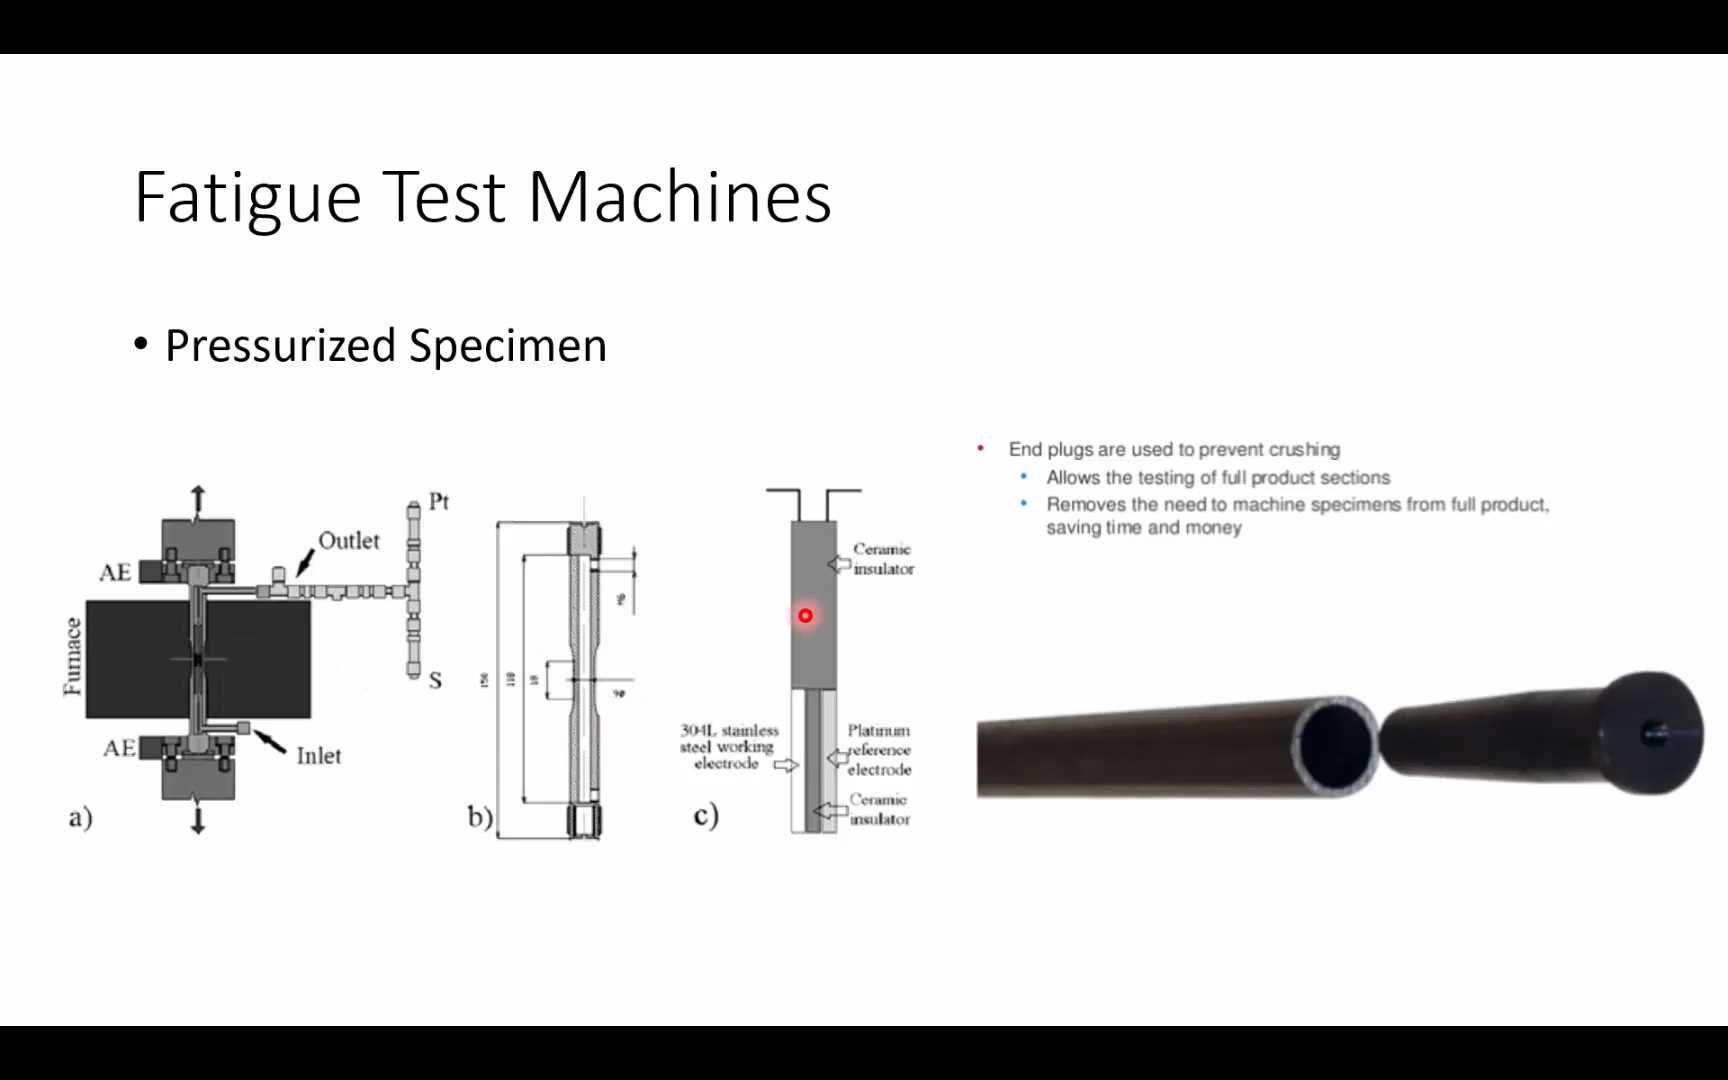 Fatigue Test Machines
• Pressurized Specimen
• End plugs are used to prevent crushing
• Allows the testing of full product sections
• Removes the need to machine specimens from full product,
saving time and money
Pt
Outlet
AE
Furnace
S
AE
Inlet
a)
150
110
b)
Ceramic
insulator
304L stainless
steel working
electrode
Platinum
reference
electrode
Ceramic
insulator
c)